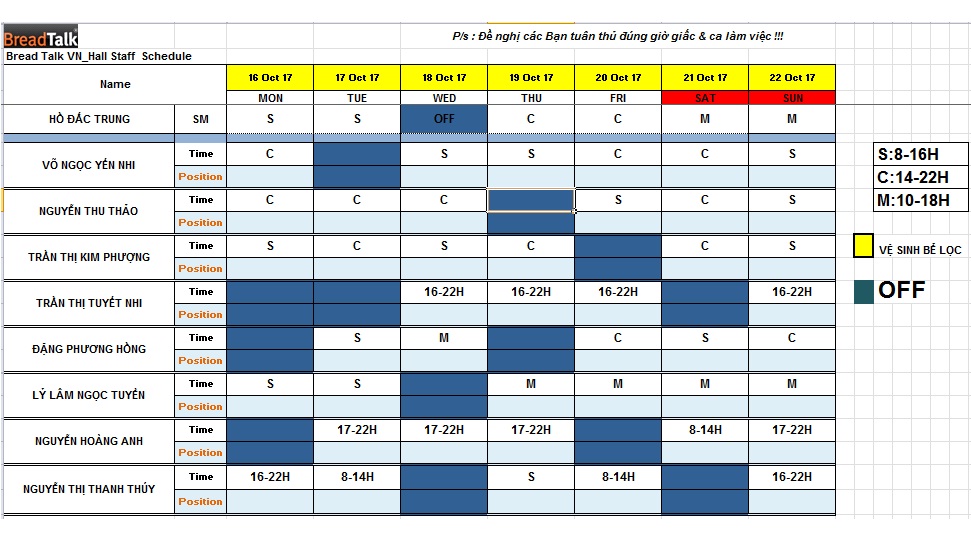 BreadTalk
P/s : Đề nghị các Bạn tuân thủ đúng giờ giấc & ca làm việc !!!
Bread Talk VN_Hall Staff Schedule
Name 16 Oct 17 17 Oct 17 18 Oct 17 19 Oct 17 20 Oct 17 21 Oct 17 22 Oct 17
MON TUE WED THU FRI SAT SUN
HỒ ĐẮC TRUNG SM S S OFF C C M M
VÕ NGỌC YẾN NHI Time C S S C C S
Position
NGUYỄN THU THẢO Time C C C S C S
Position
TRẦN THỊ KIM PHƯỢNG Time S C S C C S
Position
TRẦN THỊ TUYẾT NHI Time 16-22H 16-22H 16-22H 16-22H
Position
ĐẶNG PHƯƠNG HỒNG Time S M C S C
Position
LÝ LÂM NGỌC TUYỀN Time S S M M M M
Position
NGUYỄN HOÀNG ANH Time 17-22H 17-22H 17-22H 8-14H 17-22H
Position
NGUYỄN THỊ THANH THÚY Time 16-22H 8-14H S 8-14H 16-22H
Position
S:8-16H
C:14-22H
M:10-18H
VỆ SINH BỂ LỌC
OFF